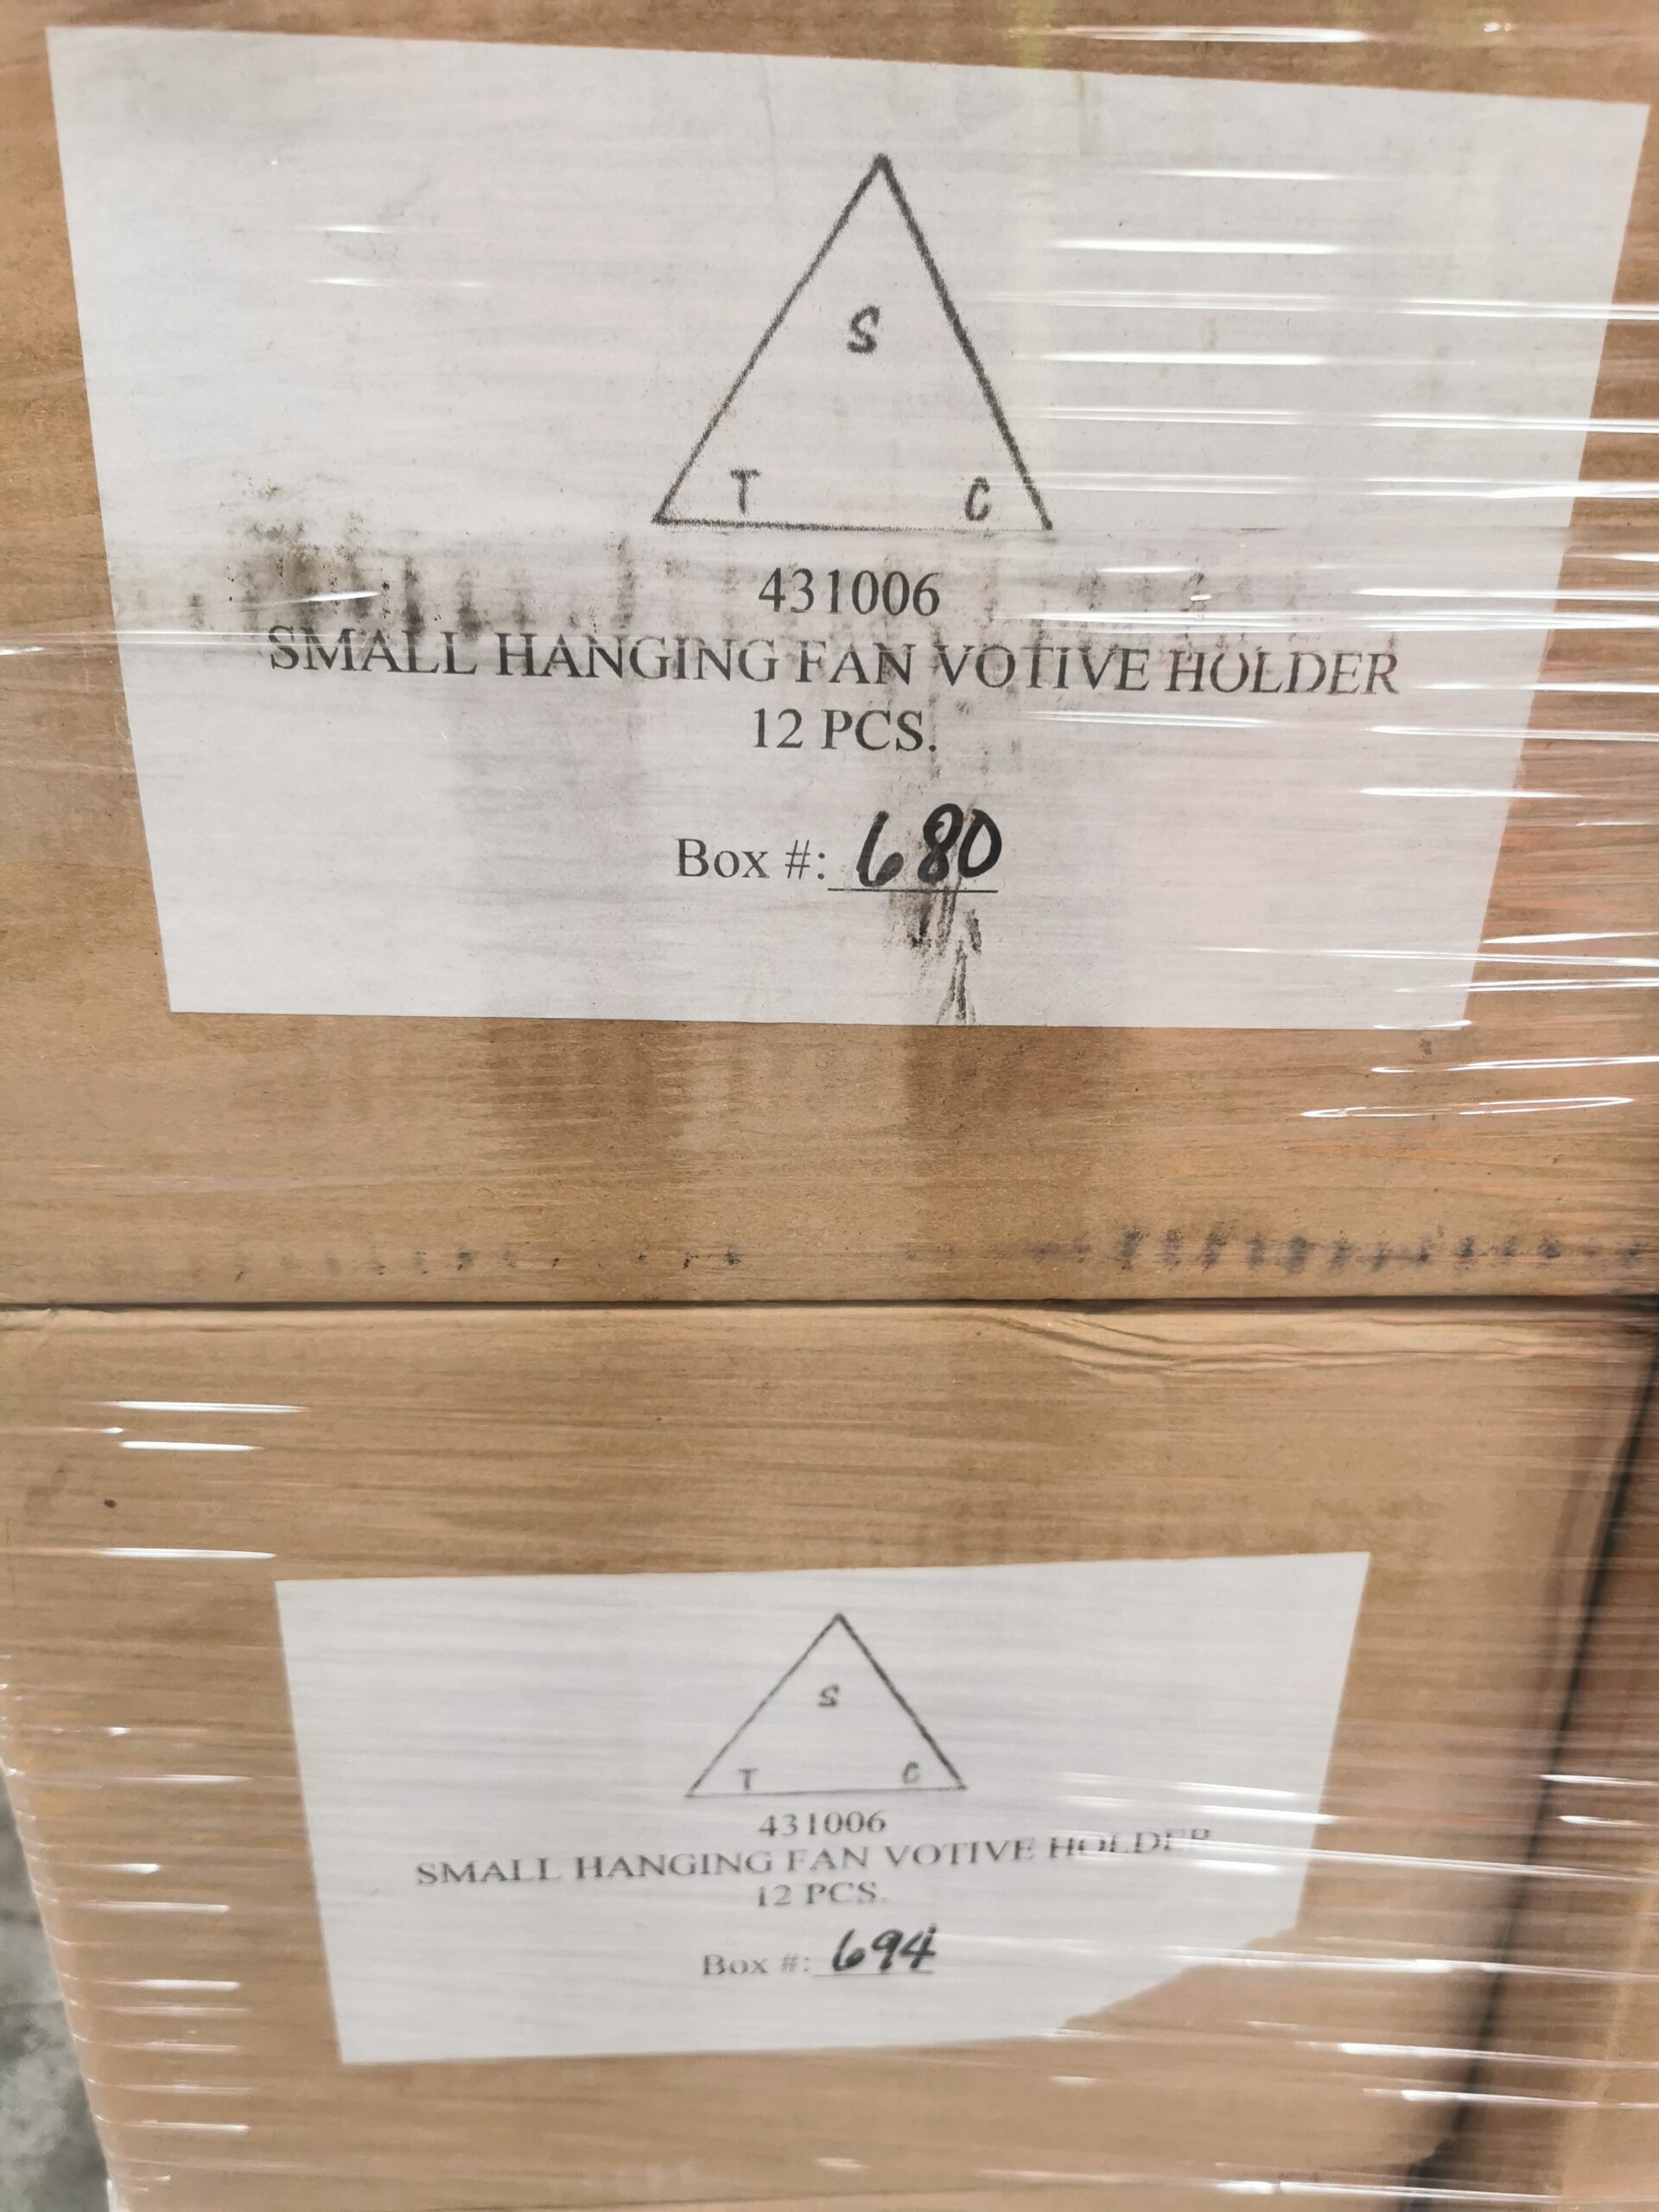 S
T C
431006
SMALL HANGING FAN VOTIVE HOLDER
12 PCS.
Box #: 680
S
T C
431006
SMALL HANGING FAN VOTIVE HOLDER
12 PCS.
Box #: 694